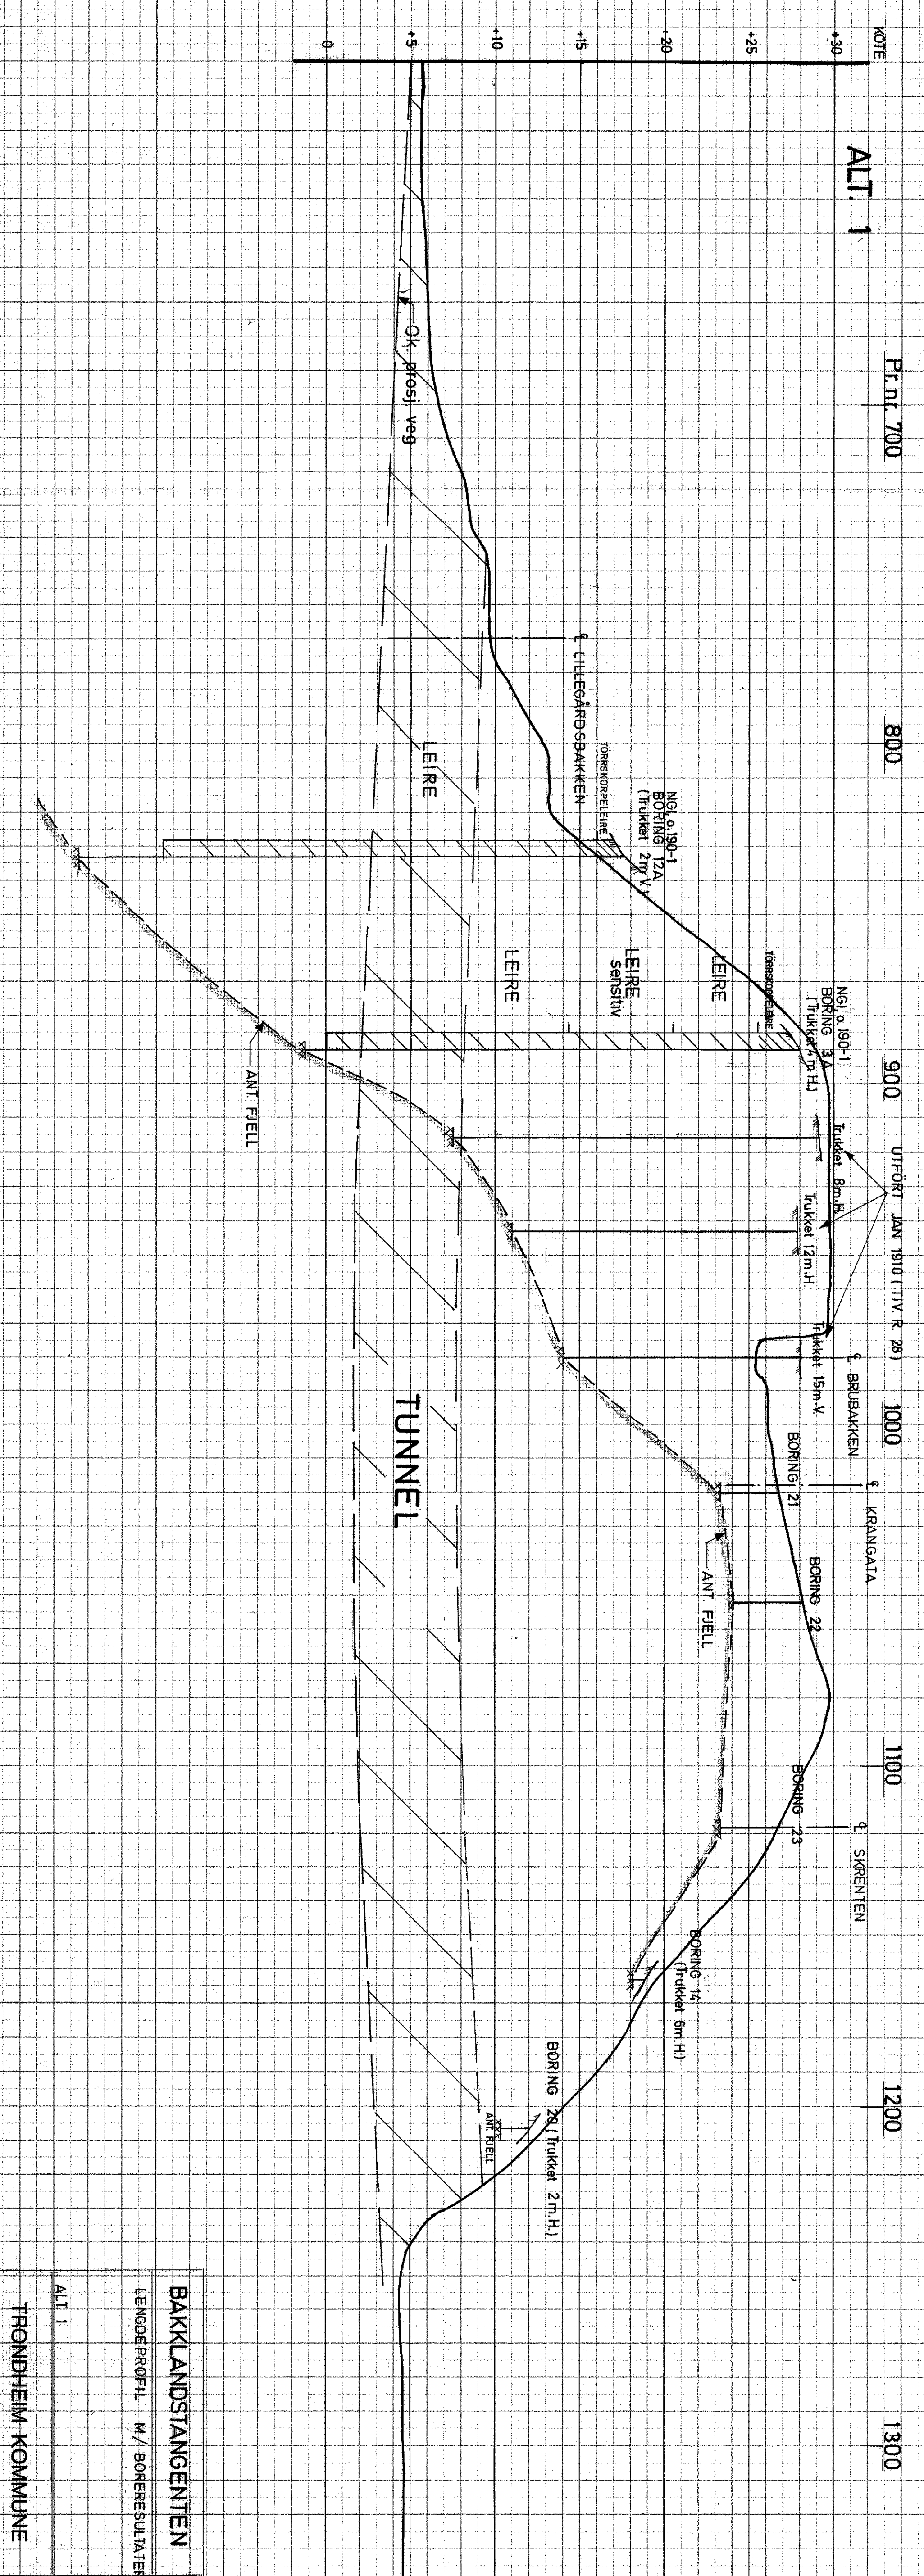 ALT. 1
KOTE
+30
+25
+20
+15
+10
+5
0
Pr. nr. 700
800
900
1000
1100
1200
1300
Ok. prosj. veg
℄ LILLEGÅRDSBAKKEN
TÖRRSKORPELEIRE
NGI, o.190-1
BORING 12A
(Trukket 2m V.)
LEIRE
NGI, o.190-1
BORING 3A
(Trukket 4m H.)
TÖRRSKORPELEIRE
LEIRE
LEIRE
sensitiv
LEIRE
ANT. FJELL
UTFÖRT JAN 1910 (TIV. R. 28)
Trukket 8m.H.
Trukket 12m.H.
Trukket 15m.V.
℄ BRUBAKKEN
℄ KRANGATA
BORING 21
BORING 22
ANT. FJELL
TUNNEL
℄ SKRENTEN
BORING 23
BORING 14
(Trukket 6m.H.)
BORING 20 (Trukket 2m.H.)
ANT. FJELL
BAKKLANDSTANGENTEN
LENGDEPROFIL M/ BORERESULTATER
ALT. 1
TRONDHEIM KOMMUNE